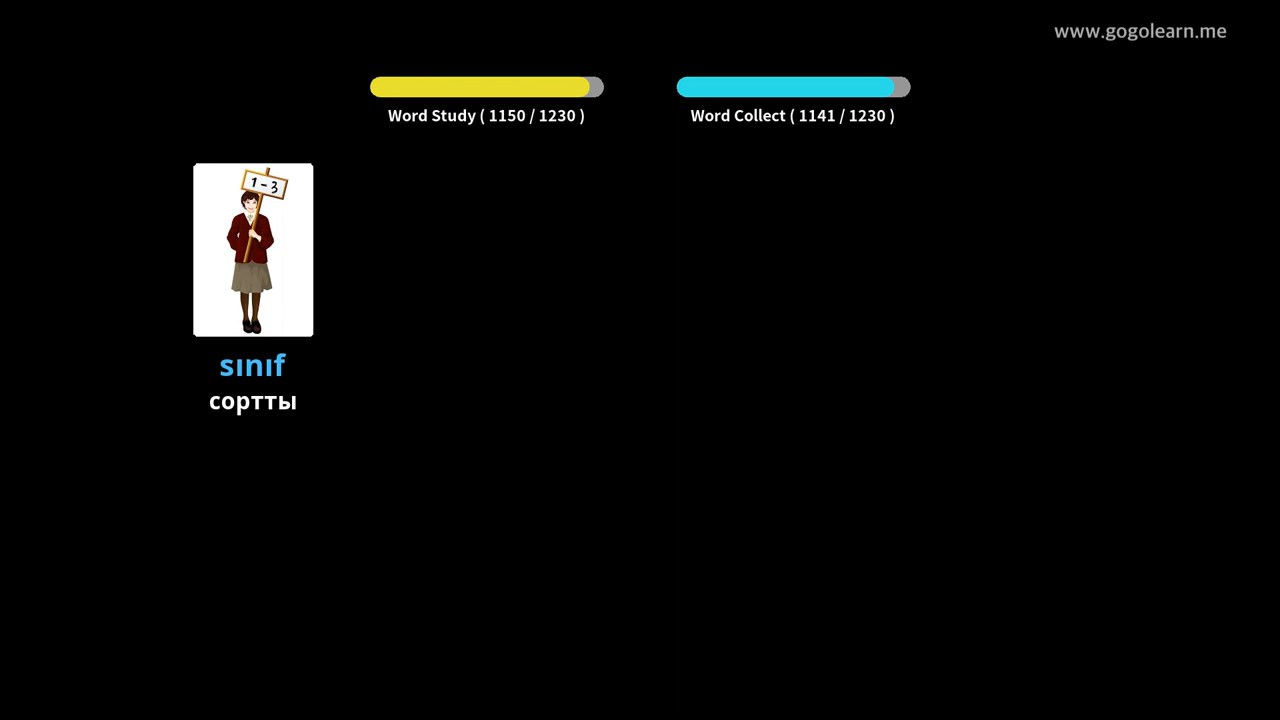 www.gogolearn.me
Word Study ( 1150 / 1230 )
Word Collect ( 1141 / 1230 )
1 - 3
sınıf
сортты